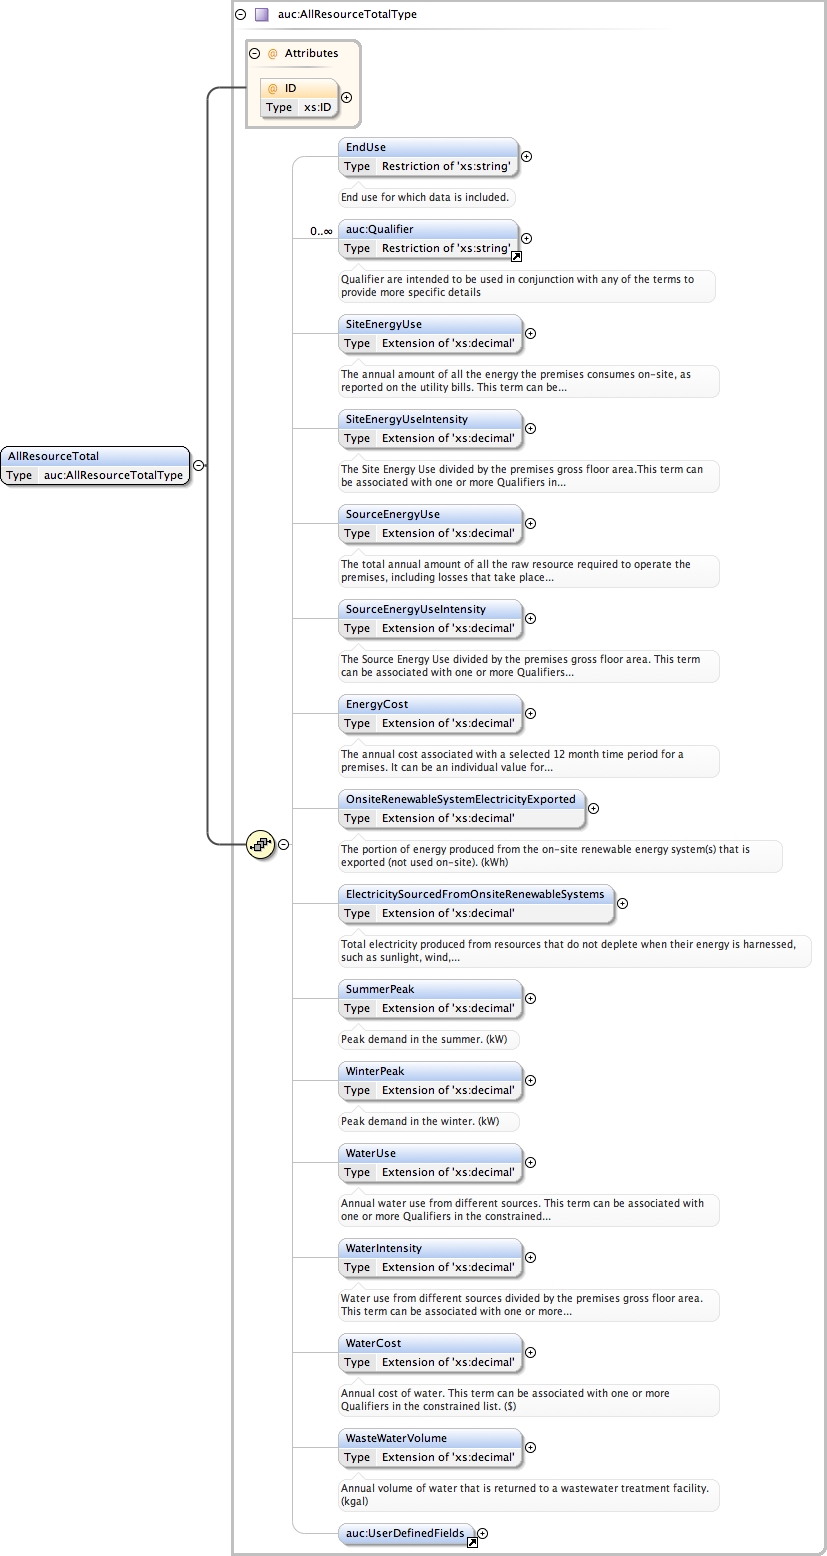 auc:AllResourceTotalType
@ Attributes
@ ID
Type xs:ID
EndUse
Type Restriction of 'xs:string'
End use for which data is included.
0..∞
auc:Qualifier
Type Restriction of 'xs:string'
Qualifier are intended to be used in conjunction with any of the terms to
provide more specific details
SiteEnergyUse
Type Extension of 'xs:decimal'
The annual amount of all the energy the premises consumes on-site, as
reported on the utility bills. This term can be...
SiteEnergyUseIntensity
Type Extension of 'xs:decimal'
The Site Energy Use divided by the premises gross floor area.This term can
be associated with one or more Qualifiers in...
AllResourceTotal
Type auc:AllResourceTotalType
SourceEnergyUse
Type Extension of 'xs:decimal'
The total annual amount of all the raw resource required to operate the
premises, including losses that take place...
SourceEnergyUseIntensity
Type Extension of 'xs:decimal'
The Source Energy Use divided by the premises gross floor area. This term
can be associated with one or more Qualifiers...
EnergyCost
Type Extension of 'xs:decimal'
The annual cost associated with a selected 12 month time period for a
premises. It can be an individual value for...
OnsiteRenewableSystemElectricityExported
Type Extension of 'xs:decimal'
The portion of energy produced from the on-site renewable energy system(s) that is
exported (not used on-site). (kWh)
ElectricitySourcedFromOnsiteRenewableSystems
Type Extension of 'xs:decimal'
Total electricity produced from resources that do not deplete when their energy is harnessed,
such as sunlight, wind,...
SummerPeak
Type Extension of 'xs:decimal'
Peak demand in the summer. (kW)
WinterPeak
Type Extension of 'xs:decimal'
Peak demand in the winter. (kW)
WaterUse
Type Extension of 'xs:decimal'
Annual water use from different sources. This term can be associated with
one or more Qualifiers in the constrained...
WaterIntensity
Type Extension of 'xs:decimal'
Water use from different sources divided by the premises gross floor area.
This term can be associated with one or more...
WaterCost
Type Extension of 'xs:decimal'
Annual cost of water. This term can be associated with one or more
Qualifiers in the constrained list. ($)
WasteWaterVolume
Type Extension of 'xs:decimal'
Annual volume of water that is returned to a wastewater treatment facility.
(kgal)
auc:UserDefinedFields